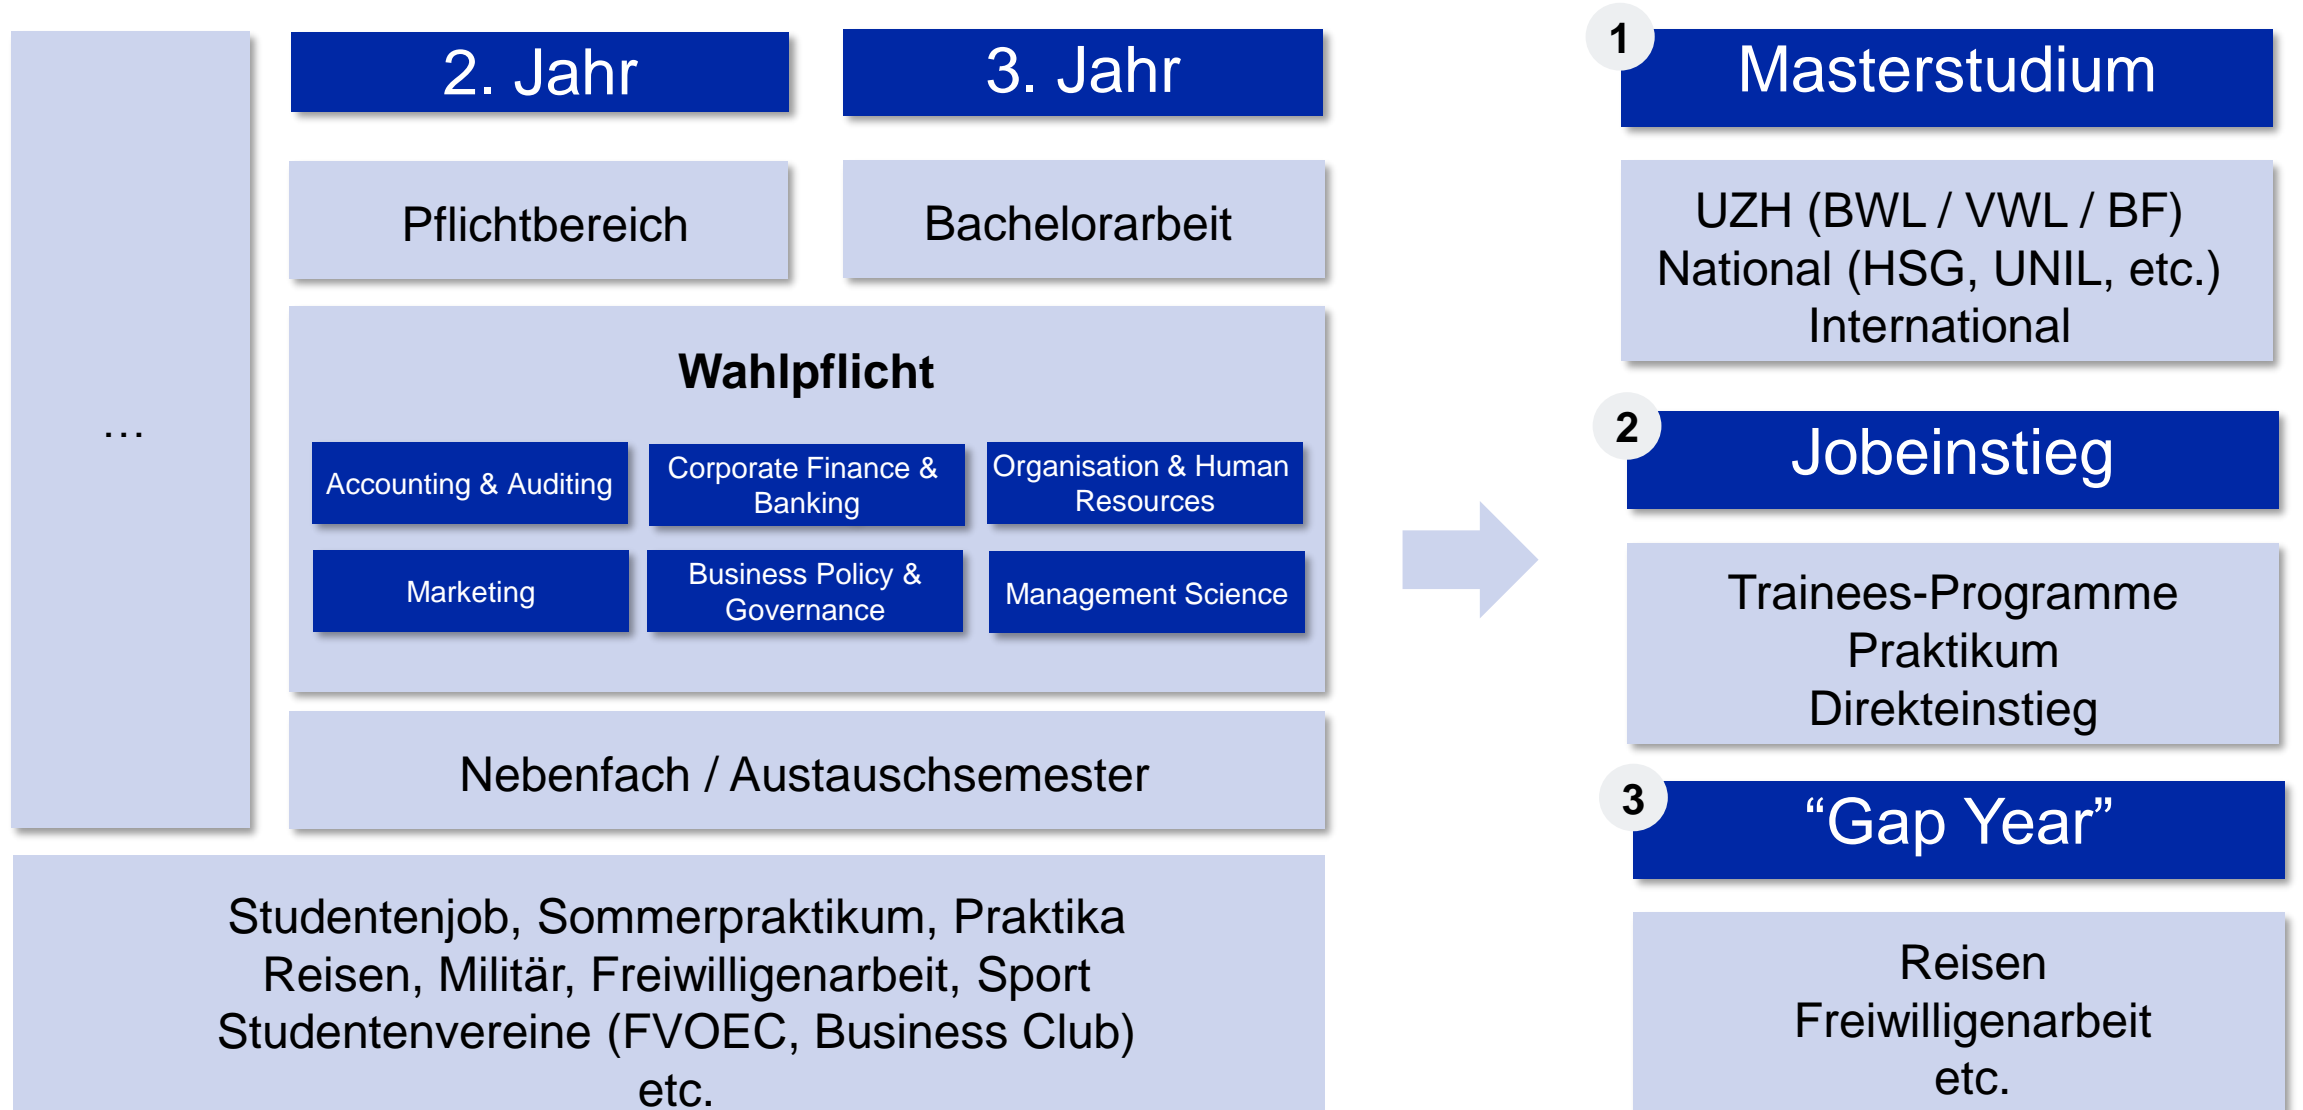 …
2. Jahr
3. Jahr
Pflichtbereich
Bachelorarbeit
Wahlpflicht
Accounting & Auditing
Corporate Finance &
Banking
Organisation & Human
Resources
Marketing
Business Policy &
Governance
Management Science
Nebenfach / Austauschsemester
Studentenjob, Sommerpraktikum, Praktika
Reisen, Militär, Freiwilligenarbeit, Sport
Studentenvereine (FVOEC, Business Club)
etc.
1
Masterstudium
UZH (BWL / VWL / BF)
National (HSG, UNIL, etc.)
International
2
Jobeinstieg
Trainees-Programme
Praktikum
Direkteinstieg
3
“Gap Year”
Reisen
Freiwilligenarbeit
etc.